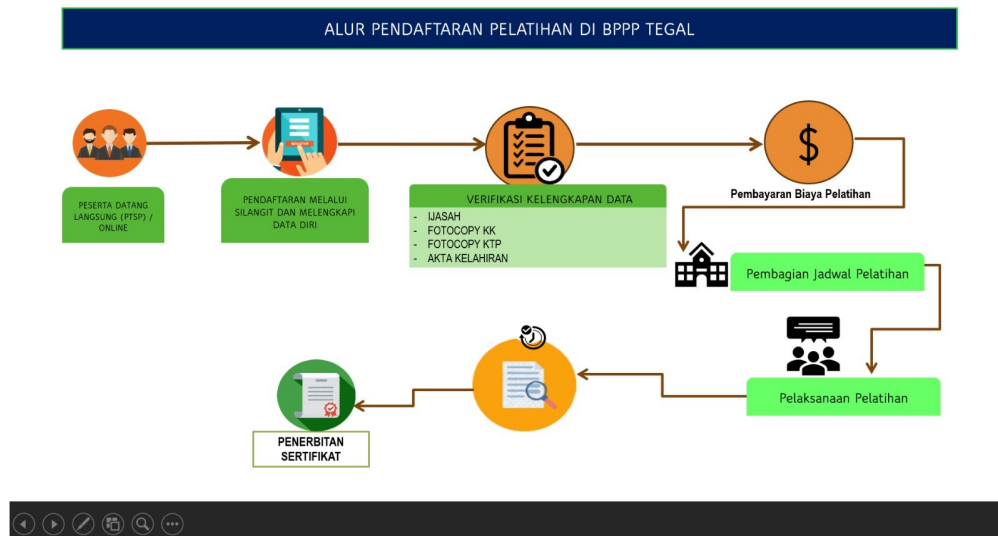 ALUR PENDAFTARAN PELATIHAN DI BPPP TEGAL
PESERTA DATANG
LANGSUNG (PTSP) /
ONLINE
PENDAFTARAN MELALUI
SILANGIT DAN MELENGKAPI
DATA DIRI
VERIFIKASI KELENGKAPAN DATA
- IJASAH
- FOTOCOPY KK
- FOTOCOPY KTP
- AKTA KELAHIRAN
$
Pembayaran Biaya Pelatihan
Pembagian Jadwal Pelatihan
Pelaksanaan Pelatihan
PENERBITAN
SERTIFIKAT